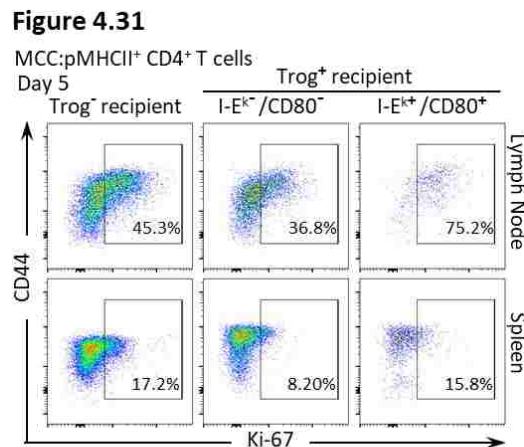 Figure 4.31
MCC:pMHCII⁺ CD4⁺ T cells
Day 5
Trog⁺ recipient
Trog⁻ recipient I-Eᵏ⁻/CD80⁻ I-Eᵏ⁺/CD80⁺
45.3% 36.8% 75.2%
Lymph Node
17.2% 8.20% 15.8%
Spleen
CD44
Ki-67